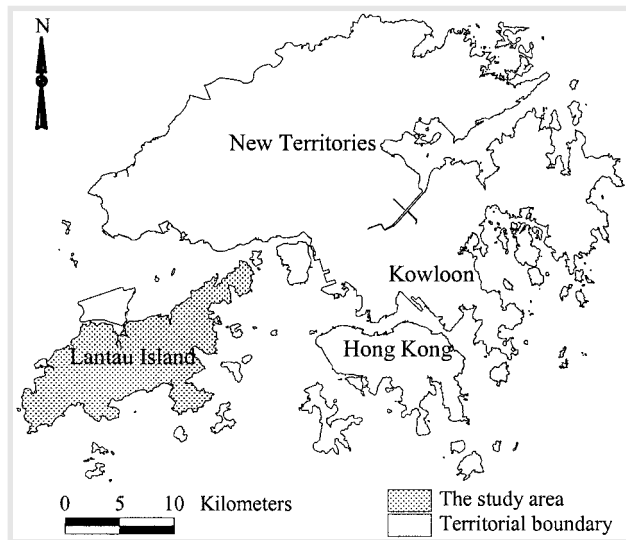 N
New Territories
Kowloon
Hong Kong
Lantau Island
0 5 10 Kilometers
The study area
Territorial boundary